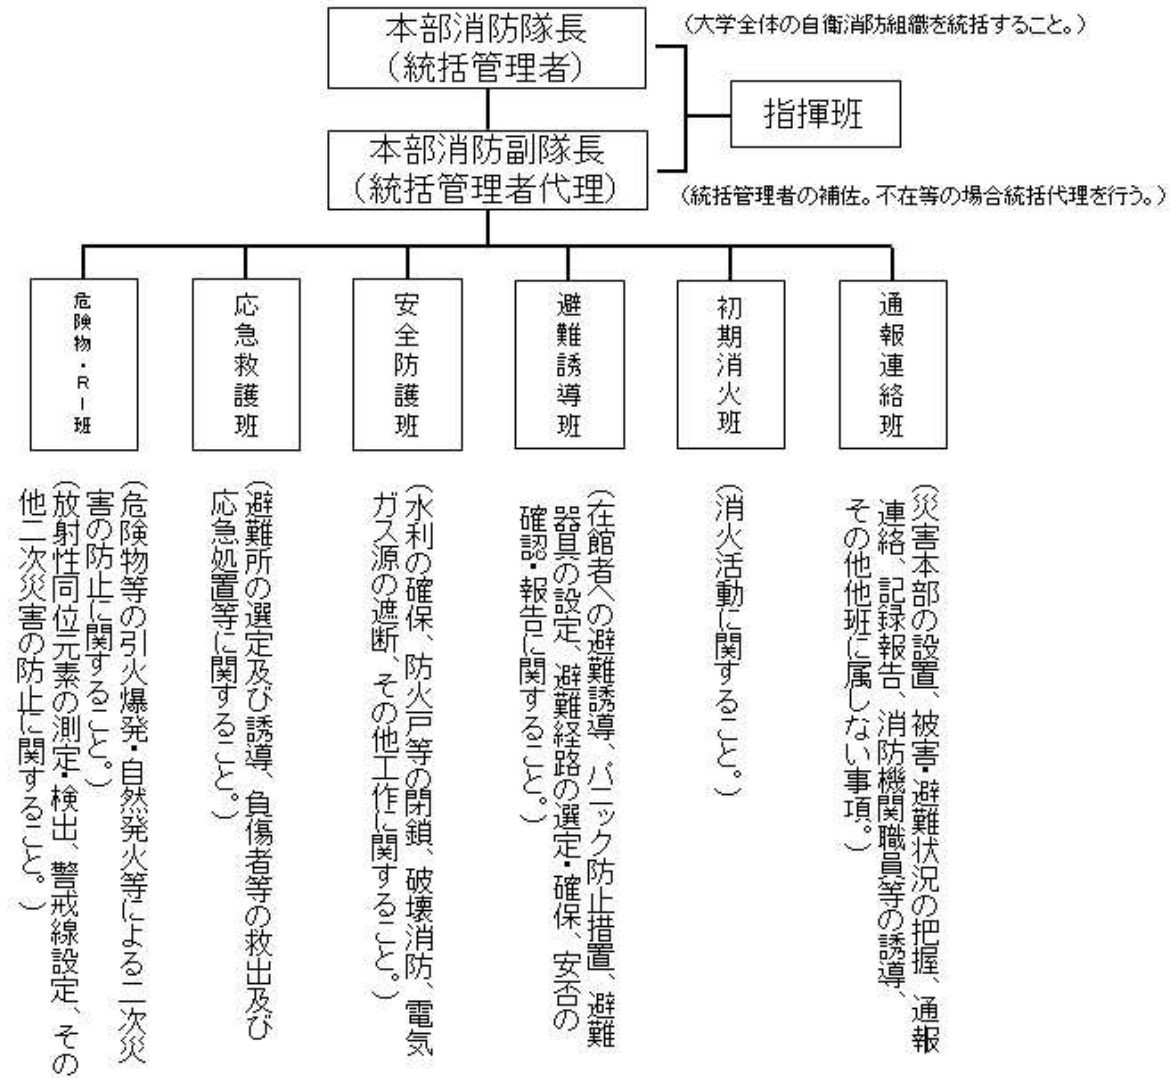 本部消防隊長
(統括管理者)
(大学全体の自衛消防組織を統括すること。)
指揮班
本部消防副隊長
(統括管理者代理)
(統括管理者の補佐。不在等の場合統括代理を行う。)
通報連絡班
(災害本部の設置、被害・避難状況の把握、通報
連絡、記録報告、消防機関職員等の誘導、
その他他班に属しない事項。)
初期消火班
(消火活動に関すること。)
避難誘導班
(在館者への避難誘導、パニック防止措置、避難
器具の設定、避難経路の選定・確保、安否の
確認・報告に関すること。)
安全防護班
(水利の確保、防火戸等の閉鎖、破壊消防、電気
ガス源の遮断、その他工作に関すること。)
応急救護班
(避難所の選定及び誘導、負傷者等の救出及び
応急処置等に関すること。)
危険物・RI班
(危険物等の引火爆発・自然発火等による二次災
害の防止に関すること。)
(放射性同位元素の測定・検出、警戒線設定、その
他二次災害の防止に関すること。)